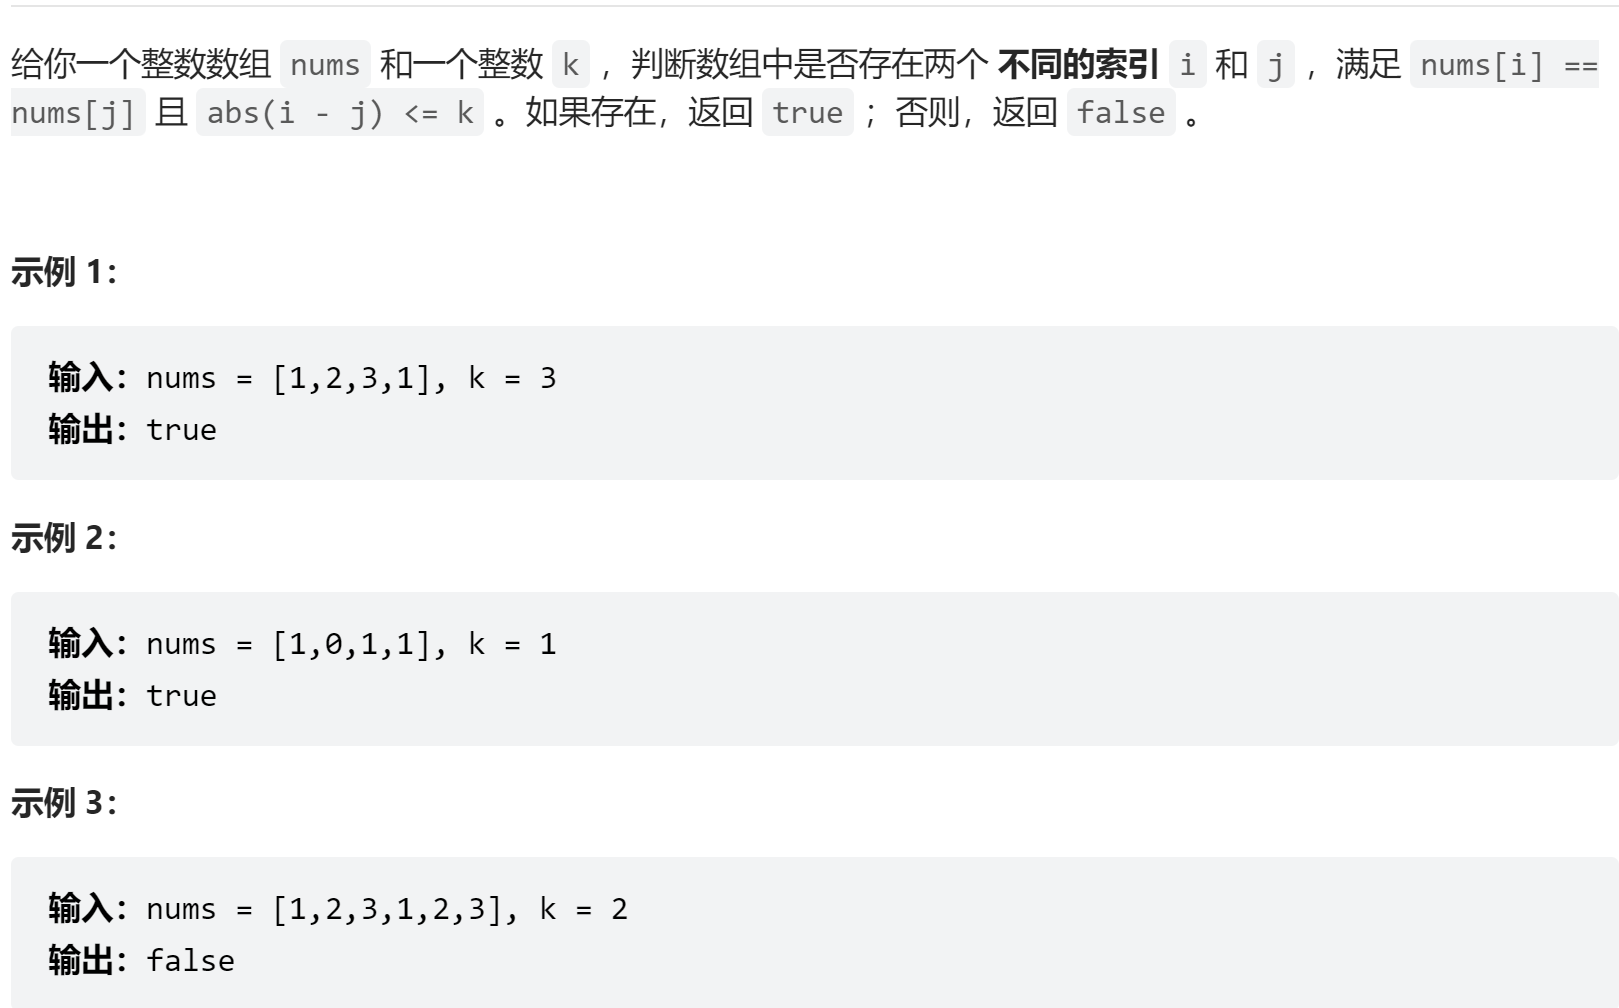 给你一个整数数组 nums 和一个整数 k ，判断数组中是否存在两个 不同的索引 i 和 j ，满足 nums[i] ==
nums[j] 且 abs(i - j) <= k 。如果存在，返回 true ；否则，返回 false 。
示例 1：
输入：nums = [1,2,3,1], k = 3
输出：true
示例 2：
输入：nums = [1,0,1,1], k = 1
输出：true
示例 3：
输入：nums = [1,2,3,1,2,3], k = 2
输出：false